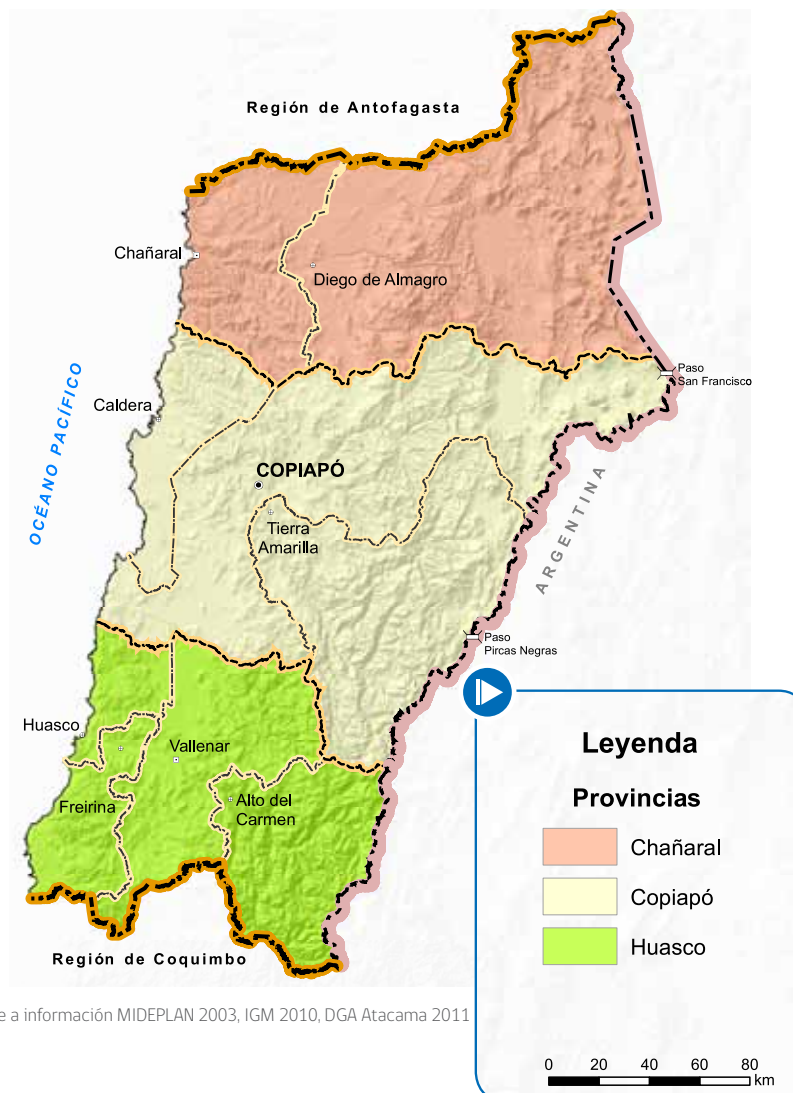 Región de Antofagasta
Chañaral
Diego de Almagro
Paso
San Francisco
Caldera
OCÉANO PACÍFICO
COPIAPÓ
Tierra
Amarilla
ARGENTINA
Paso
Pircas Negras
Huasco
Vallenar
Freirina
Alto del
Carmen
Región de Coquimbo
Leyenda
Provincias
Chañaral
Copiapó
Huasco
0 20 40 60 80
km
e a información MIDEPLAN 2003, IGM 2010, DGA Atacama 2011